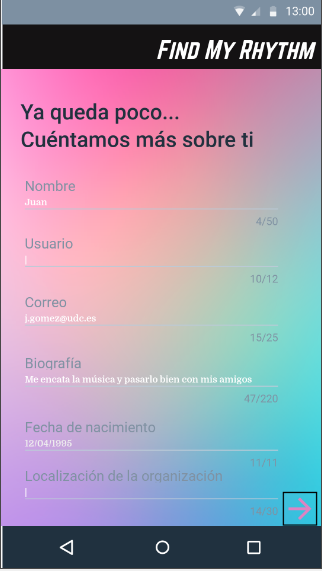 13:00
Find My Rhythm
Ya queda poco...
Cuéntamos más sobre ti
Nombre
Juan
4/50
Usuario
10/12
Correo
j.gomez@udc.es
15/25
Biografía
Me encata la música y pasarlo bien con mis amigos
47/220
Fecha de nacimiento
12/04/1995
11/11
Localización de la organización